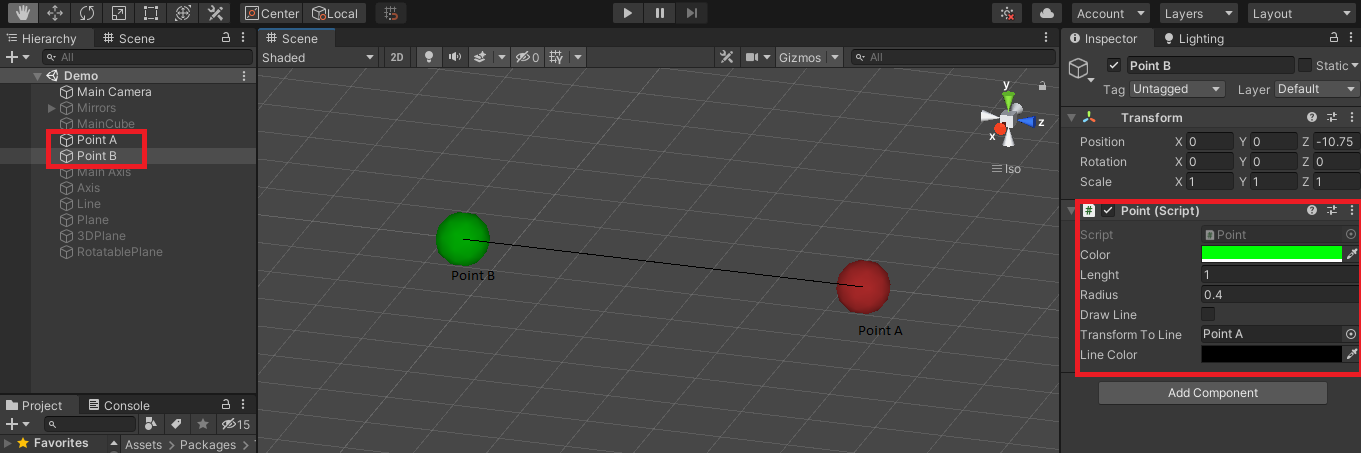 Center Local Account Layers Layout
Hierarchy Scene Scene Inspector Lighting
All Shaded 2D 0 Gizmos All Point B Static
Demo Tag Untagged Layer Default
Main Camera
Mirrors
MainCube
Point A
Point B
Main Axis
Axis
Line
Plane
3DPlane
RotatablePlane
y
z
x
Iso
Point B
Point A
Transform
Position X 0 Y 0 Z -10.75
Rotation X 0 Y 0 Z 0
Scale X 1 Y 1 Z 1
# Point (Script)
Script # Point
Color
Lenght 1
Radius 0.4
Draw Line
Transform To Line Point A
Line Color
Add Component
Project Console
15
Favorites Assets > Packages >